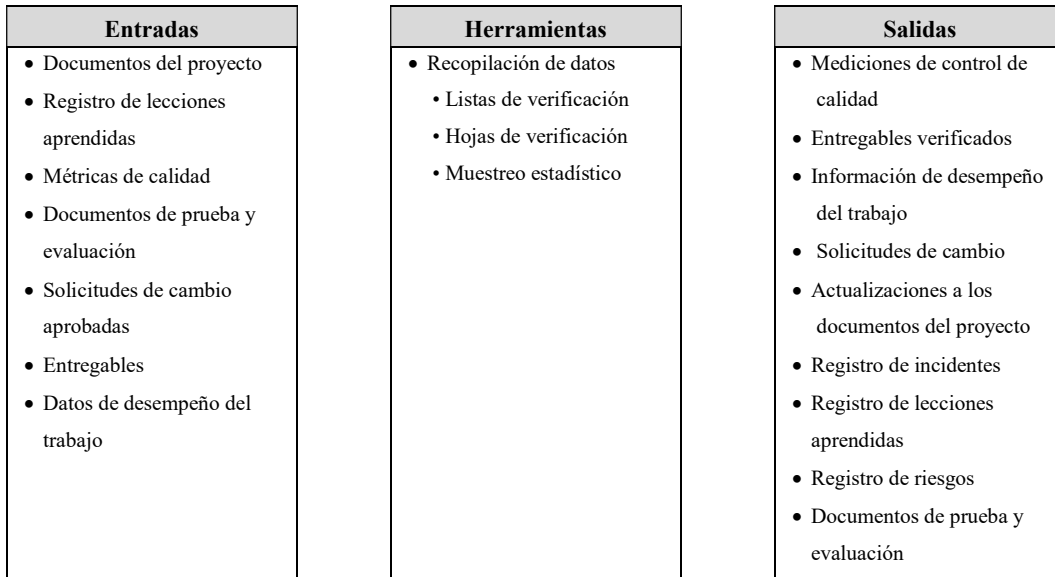 Entradas
• Documentos del proyecto
• Registro de lecciones
aprendidas
• Métricas de calidad
• Documentos de prueba y
evaluación
• Solicitudes de cambio
aprobadas
• Entregables
• Datos de desempeño del
trabajo
Herramientas
• Recopilación de datos
• Listas de verificación
• Hojas de verificación
• Muestreo estadístico
Salidas
• Mediciones de control de
calidad
• Entregables verificados
• Información de desempeño
del trabajo
• Solicitudes de cambio
• Actualizaciones a los
documentos del proyecto
• Registro de incidentes
• Registro de lecciones
aprendidas
• Registro de riesgos
• Documentos de prueba y
evaluación